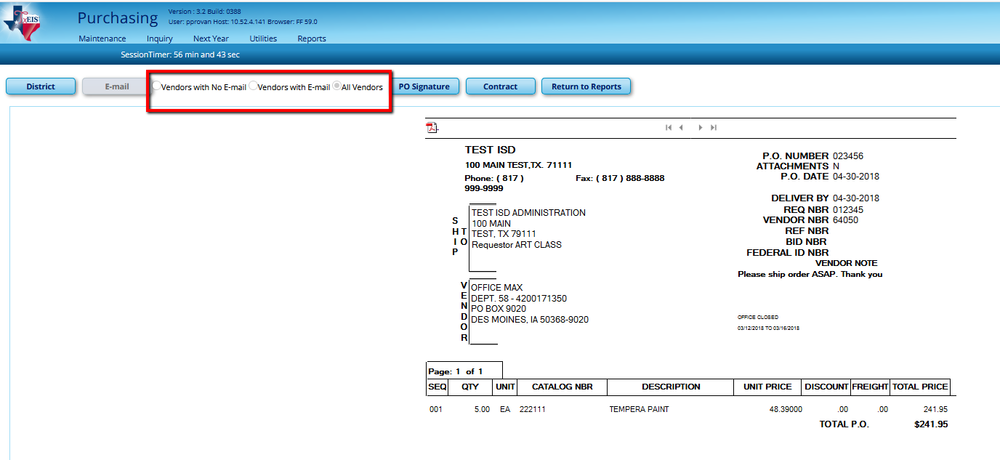 TxEIS
Purchasing
Version : 3.2 Build: 0388
User: pprovan Host: 10.52.4.141 Browser: FF 59.0
Maintenance Inquiry Next Year Utilities Reports
SessionTimer: 56 min and 43 sec
District E-mail Vendors with No E-mail Vendors with E-mail All Vendors PO Signature Contract Return to Reports
TEST ISD
100 MAIN TEST,TX. 71111
Phone: ( 817 ) Fax: ( 817 ) 888-8888
999-9999
P.O. NUMBER 023456
ATTACHMENTS N
P.O. DATE 04-30-2018
DELIVER BY 04-30-2018
REQ NBR 012345
VENDOR NBR 64050
REF NBR
BID NBR
FEDERAL ID NBR
VENDOR NOTE
Please ship order ASAP. Thank you
SHIP TO
TEST ISD ADMINISTRATION
100 MAIN
TEST, TX 79111
Requestor ART CLASS
VENDOR
OFFICE MAX
DEPT. 58 - 4200171350
PO BOX 9020
DES MOINES, IA 50368-9020
OFFICE CLOSED
03/12/2018 TO 03/16/2018
Page: 1 of 1
SEQ QTY UNIT CATALOG NBR DESCRIPTION UNIT PRICE DISCOUNT FREIGHT TOTAL PRICE
001 5.00 EA 222111 TEMPERA PAINT 48.39000 .00 .00 241.95
TOTAL P.O. $241.95